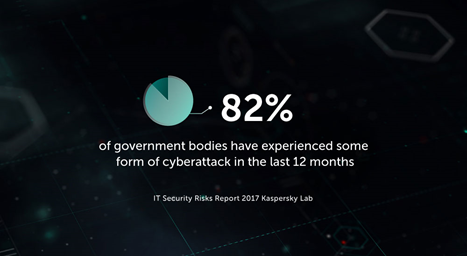 82%
of government bodies have experienced some
form of cyberattack in the last 12 months
IT Security Risks Report 2017 Kaspersky Lab